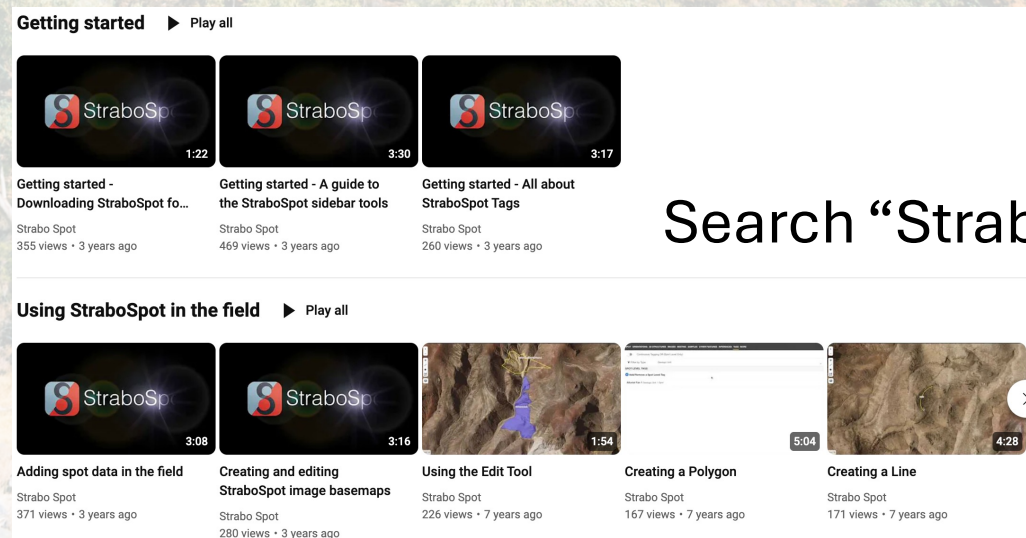 Getting started Play all
StraboSp StraboSp StraboSp
1:22 3:30 3:17
Getting started - Getting started - A guide to Getting started - All about
Downloading StraboSpot fo... the StraboSpot sidebar tools StraboSpot Tags
Strabo Spot Strabo Spot Strabo Spot
355 views • 3 years ago 469 views • 3 years ago 260 views • 3 years ago
Search “Strab
Using StraboSpot in the field Play all
StraboSp StraboSp
3:08 3:16 1:54 5:04 4:28
Adding spot data in the field Creating and editing Using the Edit Tool Creating a Polygon Creating a Line
StraboSpot image basemaps
Strabo Spot Strabo Spot Strabo Spot Strabo Spot
371 views • 3 years ago 226 views • 7 years ago 167 views • 7 years ago 171 views • 7 years ago
Strabo Spot
280 views • 3 years ago